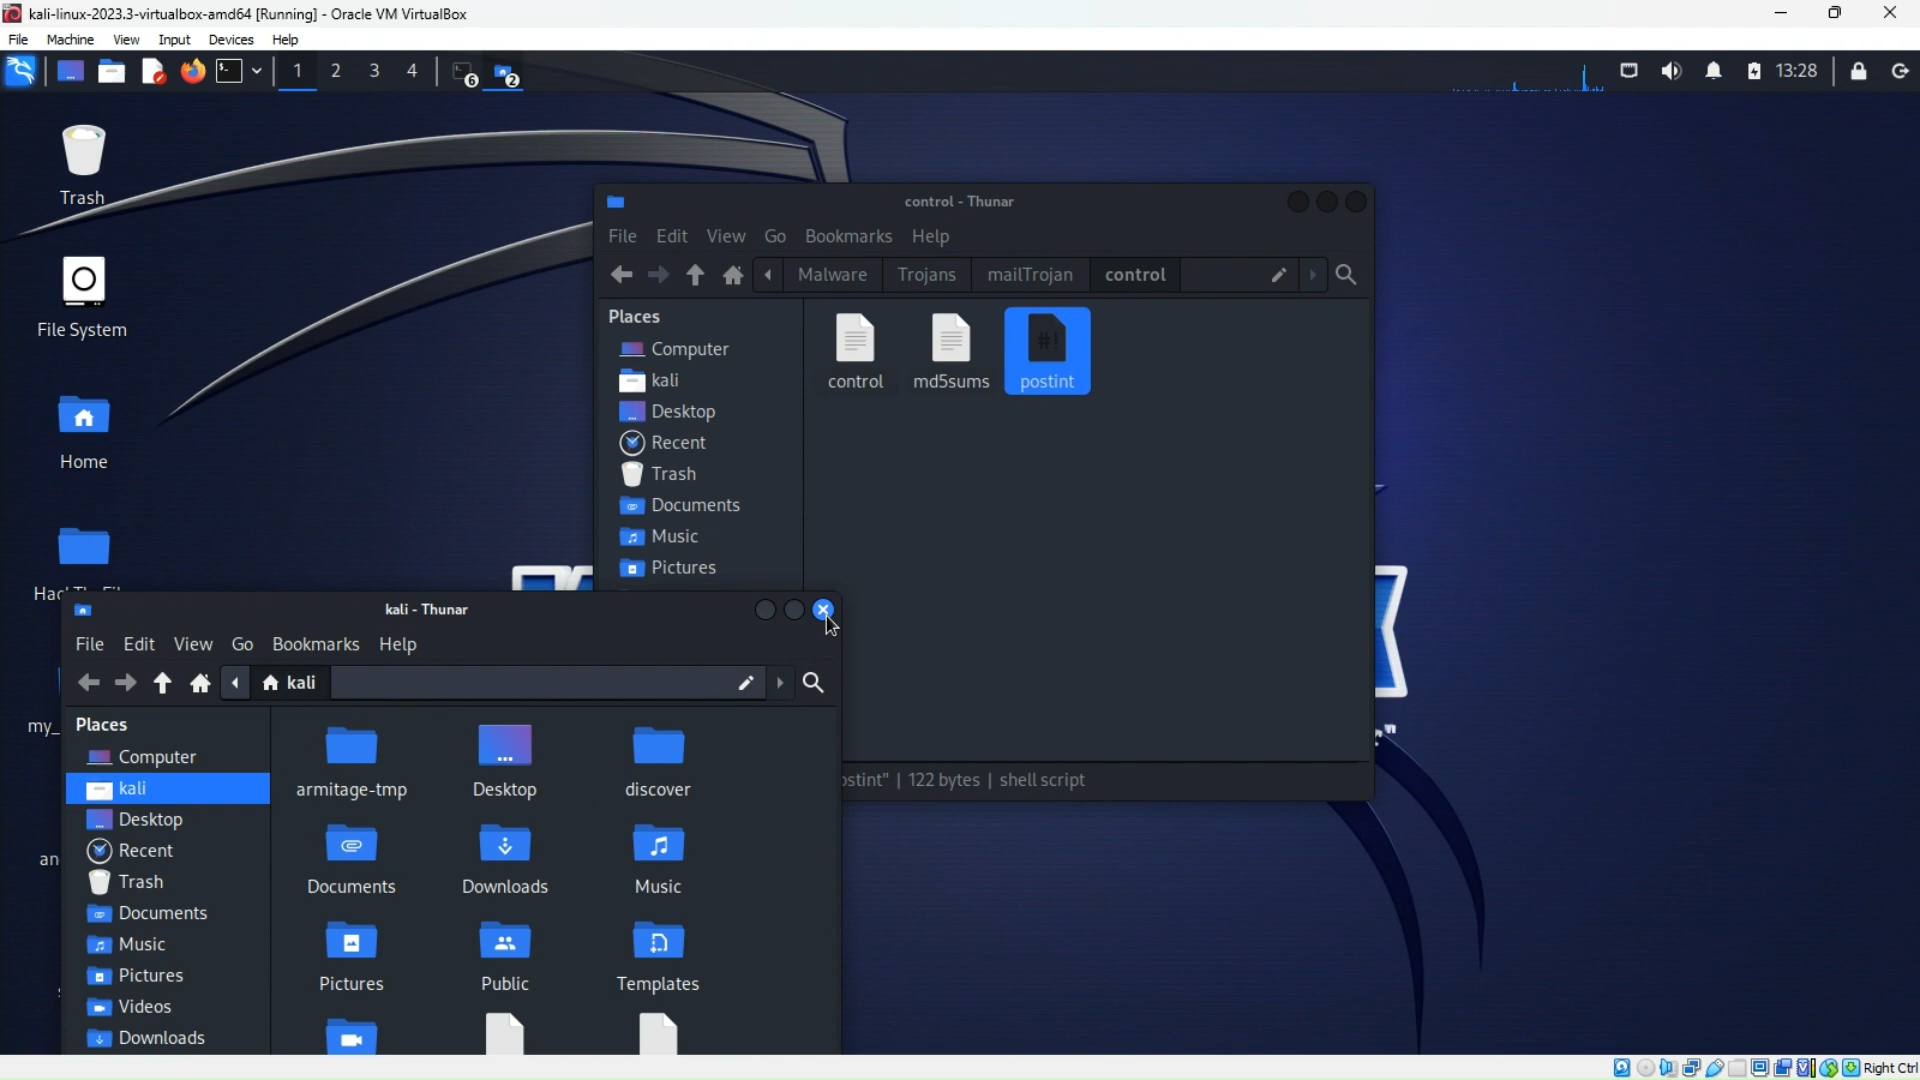 kali-linux-2023.3-virtualbox-amd64 [Running] - Oracle VM VirtualBox
File Machine View Input Devices Help
1 2 3 4 6 2 13:28
Trash
File System
Home
control - Thunar
File Edit View Go Bookmarks Help
Malware Trojans mailTrojan control
Places
Computer
kali
Desktop
Recent
Trash
Documents
Music
Pictures
control md5sums postint
| 122 bytes | shell script
kali - Thunar
File Edit View Go Bookmarks Help
kali
Places
Computer
kali
Desktop
Recent
Trash
Documents
Music
Pictures
Videos
Downloads
armitage-tmp Desktop discover
Documents Downloads Music
Pictures Public Templates
my_
an
Right Ctrl